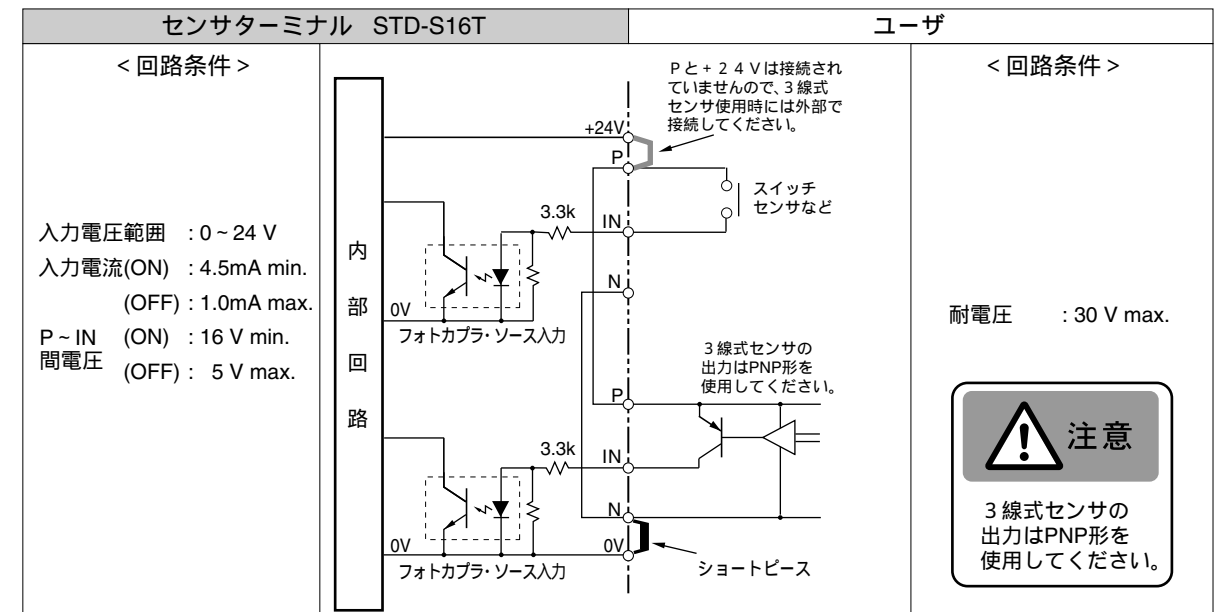 センサターミナル STD-S16T
ユーザ
<回路条件>
入力電圧範囲 : 0~24 V
入力電流(ON) : 4.5mA min.
(OFF) : 1.0mA max.
P~IN (ON) : 16 V min.
間電圧
(OFF) : 5 V max.
内
部
回
路
+24V
P
3.3k
IN
N
0V
フォトカプラ・ソース入力
P
3.3k
IN
N
0V
0V
フォトカプラ・ソース入力
Pと+24Vは接続され
ていませんので、3線式
センサ使用時には外部で
接続してください。
スイッチ
センサなど
3線式センサの
出力はPNP形を
使用してください。
ショートピース
<回路条件>
耐電圧 : 30 V max.
注意
3線式センサの
出力はPNP形を
使用してください。